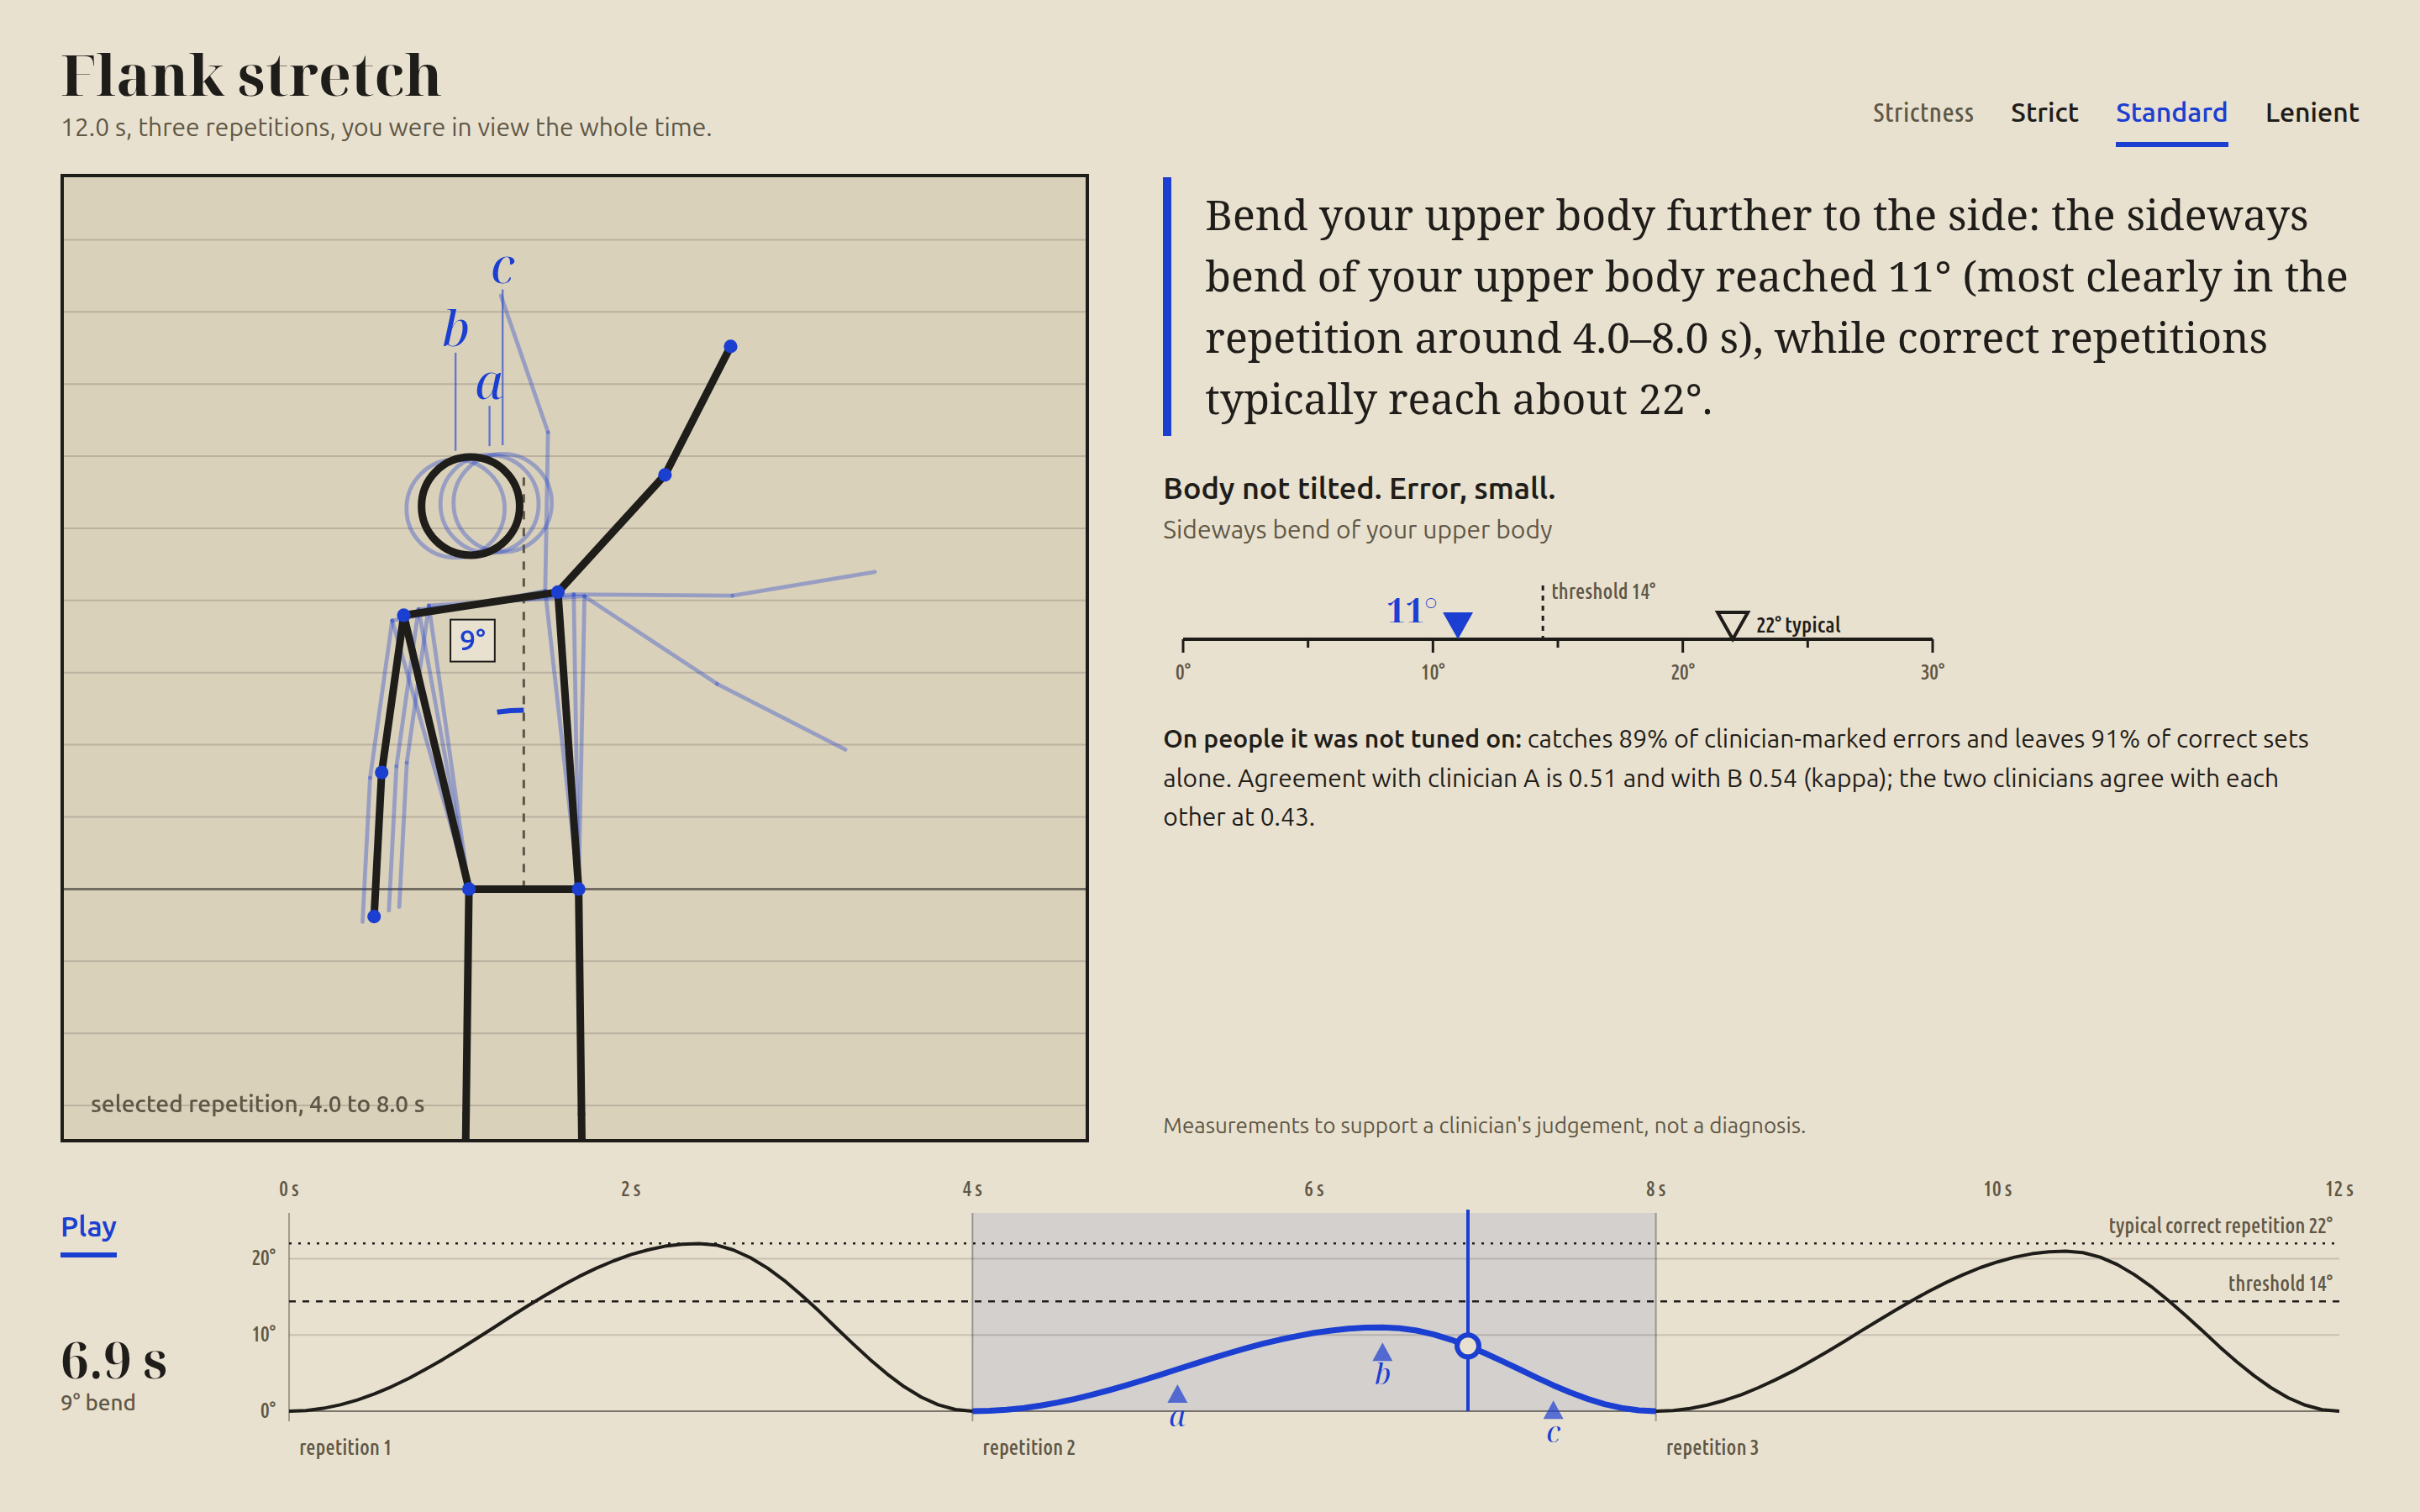 Flank stretch
12.0 s, three repetitions, you were in view the whole time.
Strictness Strict Standard Lenient
c
b
a
9°
selected repetition, 4.0 to 8.0 s
Bend your upper body further to the side: the sideways
bend of your upper body reached 11° (most clearly in the
repetition around 4.0–8.0 s), while correct repetitions
typically reach about 22°.
Body not tilted. Error, small.
Sideways bend of your upper body
threshold 14°
11°
22° typical
0° 10° 20° 30°
On people it was not tuned on: catches 89% of clinician-marked errors and leaves 91% of correct sets
alone. Agreement with clinician A is 0.51 and with B 0.54 (kappa); the two clinicians agree with each
other at 0.43.
Measurements to support a clinician's judgement, not a diagnosis.
0 s 2 s 4 s 6 s 8 s 10 s 12 s
Play
typical correct repetition 22°
20°
threshold 14°
10°
6.9 s
b
9° bend
0°
a
c
repetition 1 repetition 2 repetition 3